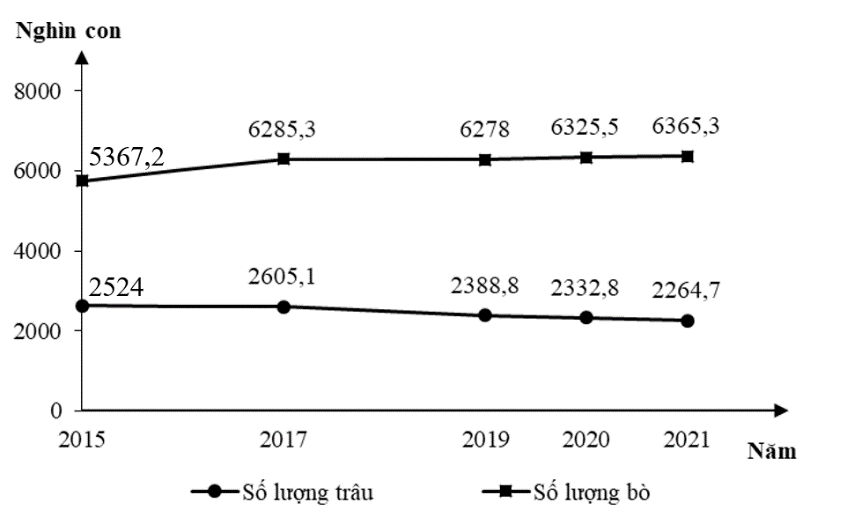 Nghìn con
8000
6285,3 6278 6325,5 6365,3
5367,2
6000
4000
2524 2605,1 2388,8 2332,8 2264,7
2000
0
2015 2017 2019 2020 2021
Năm
Số lượng trâu Số lượng bò